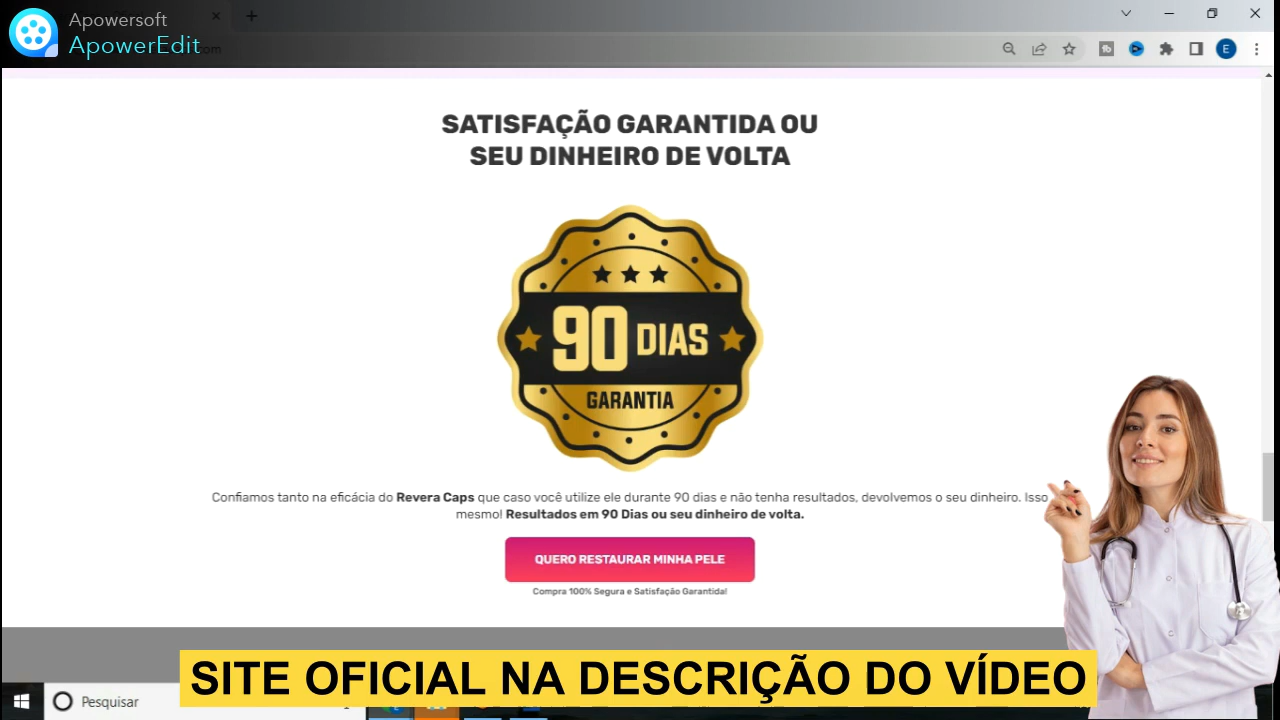 Apowersoft
ApowerEdit
om
E
SATISFAÇÃO GARANTIDA OU
SEU DINHEIRO DE VOLTA
90 DIAS
GARANTIA
Confiamos tanto na eficácia do Revera Caps que caso você utilize ele durante 90 dias e não tenha resultados, devolvemos o seu dinheiro. Isso
mesmo! Resultados em 90 Dias ou seu dinheiro de volta.
QUERO RESTAURAR MINHA PELE
Compra 100% Segura e Satisfação Garantida!
SITE OFICIAL NA DESCRIÇÃO DO VÍDEO
Pesquisar